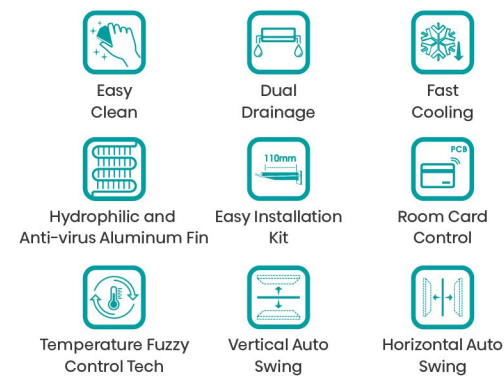 Easy
Clean
Dual
Drainage
Fast
Cooling
Hydrophilic and
Anti-virus Aluminum Fin
110mm
Easy Installation
Kit
PCB
Room Card
Control
Temperature Fuzzy
Control Tech
Vertical Auto
Swing
Horizontal Auto
Swing